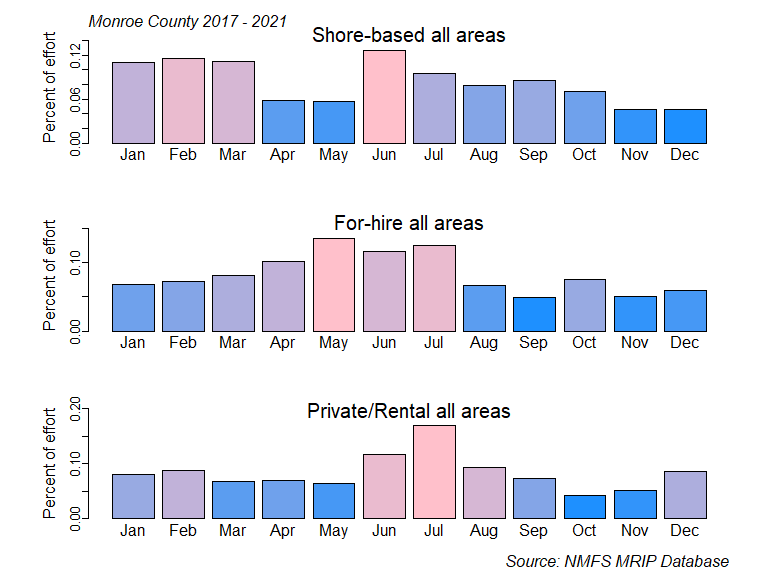 Monroe County 2017 - 2021
Shore-based all areas
Percent of effort
0.00 0.06 0.12
Jan Feb Mar Apr May Jun Jul Aug Sep Oct Nov Dec
For-hire all areas
Percent of effort
0.00 0.10
Jan Feb Mar Apr May Jun Jul Aug Sep Oct Nov Dec
Private/Rental all areas
Percent of effort
0.00 0.10 0.20
Jan Feb Mar Apr May Jun Jul Aug Sep Oct Nov Dec
Source: NMFS MRIP Database